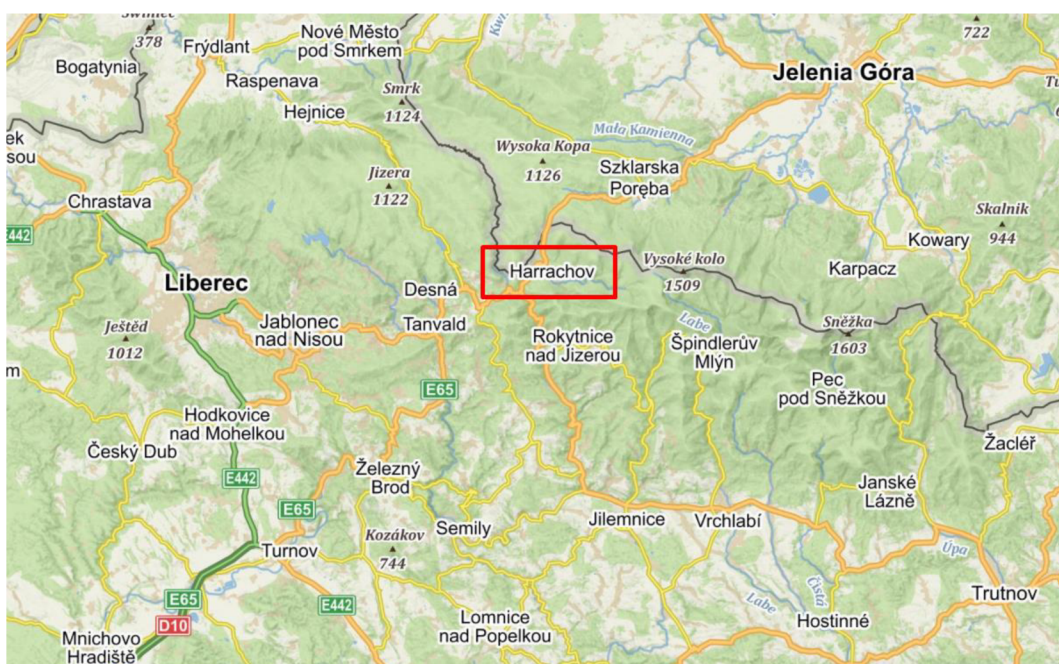 Smrk
378
722
Nové Město
pod Smrkem
Frýdlant
Bogatynia
Raspenava
Jelenia Góra
Smrk
1124
Hejnice
Mała Kamienna
Wysoka Kopa
1126
Szklarska
Poręba
Jizera
1122
Chrastava
E442
Skalnik
944
Kowary
Harrachov
Vysoké kolo
1509
Karpacz
Liberec
Desná
Jablonec
nad Nisou
Tanvald
Ještěd
1012
Rokytnice
nad Jizerou
Labe
Špindlerův
Mlýn
Sněžka
1603
Pec
pod Sněžkou
E65
Hodkovice
nad Mohelkou
Český Dub
Žacléř
E442
Železný
Brod
Janské
Lázně
E65
Semily
Jilemnice
Vrchlabí
Kozákov
744
Turnov
Úpa
E65
E442
Čistá
Labe
Trutnov
D10
Mnichovo
Hradiště
Lomnice
nad Popelkou
Hostinné